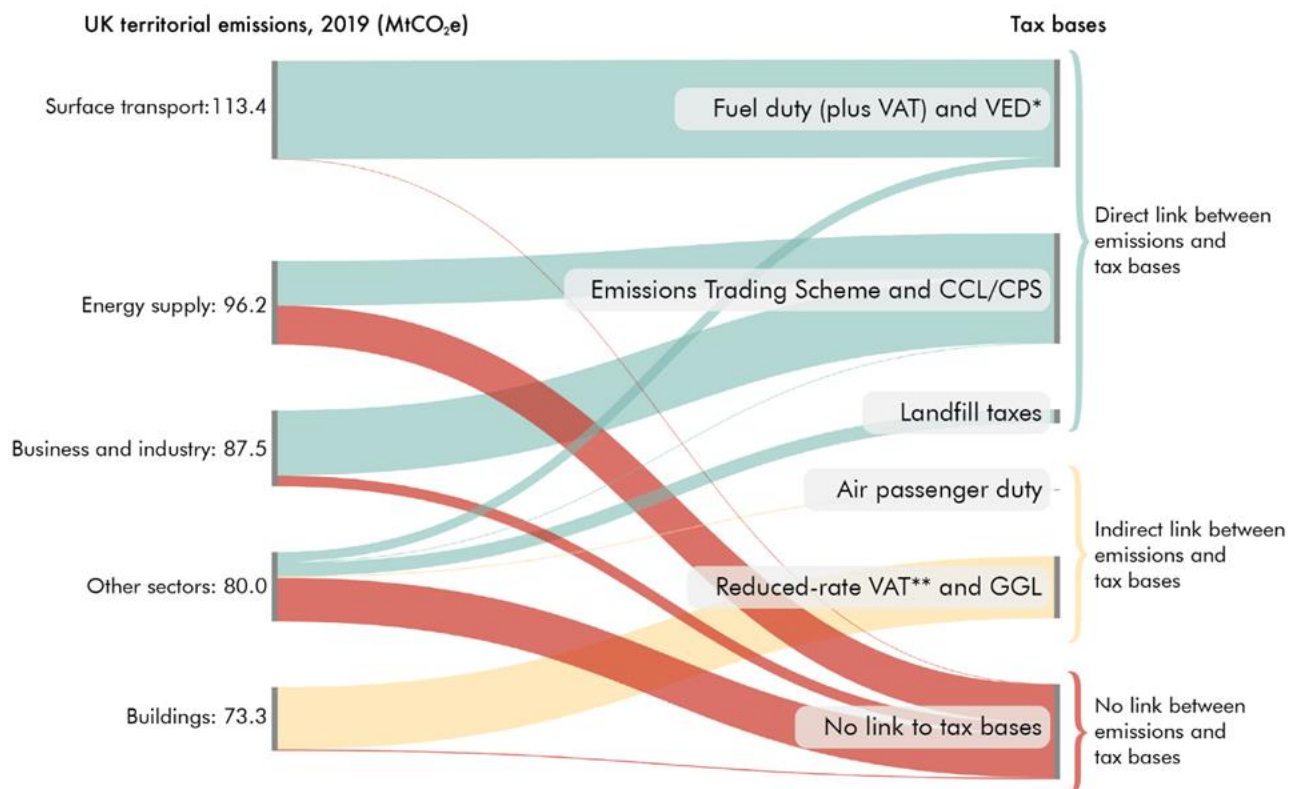 UK territorial emissions, 2019 (MtCO₂e)
Tax bases
Surface transport:113.4
Fuel duty (plus VAT) and VED*
Direct link between
emissions and
tax bases
Energy supply: 96.2
Emissions Trading Scheme and CCL/CPS
Business and industry: 87.5
Landfill taxes
Air passenger duty
Indirect link between
emissions and
tax bases
Other sectors: 80.0
Reduced-rate VAT** and GGL
Buildings: 73.3
No link to tax bases
No link between
emissions and
tax bases